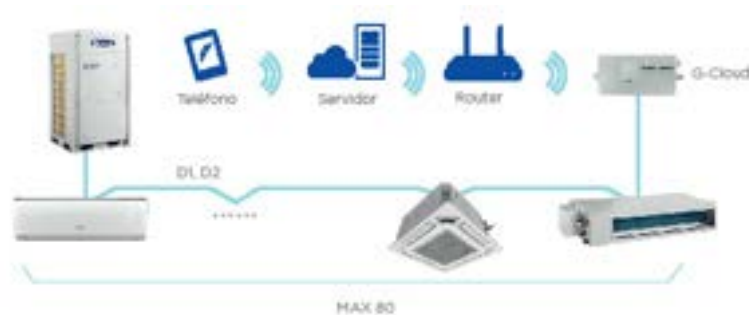 Teléfono
Servidor
Router
G-Cloud
D1, D2
MAX 80